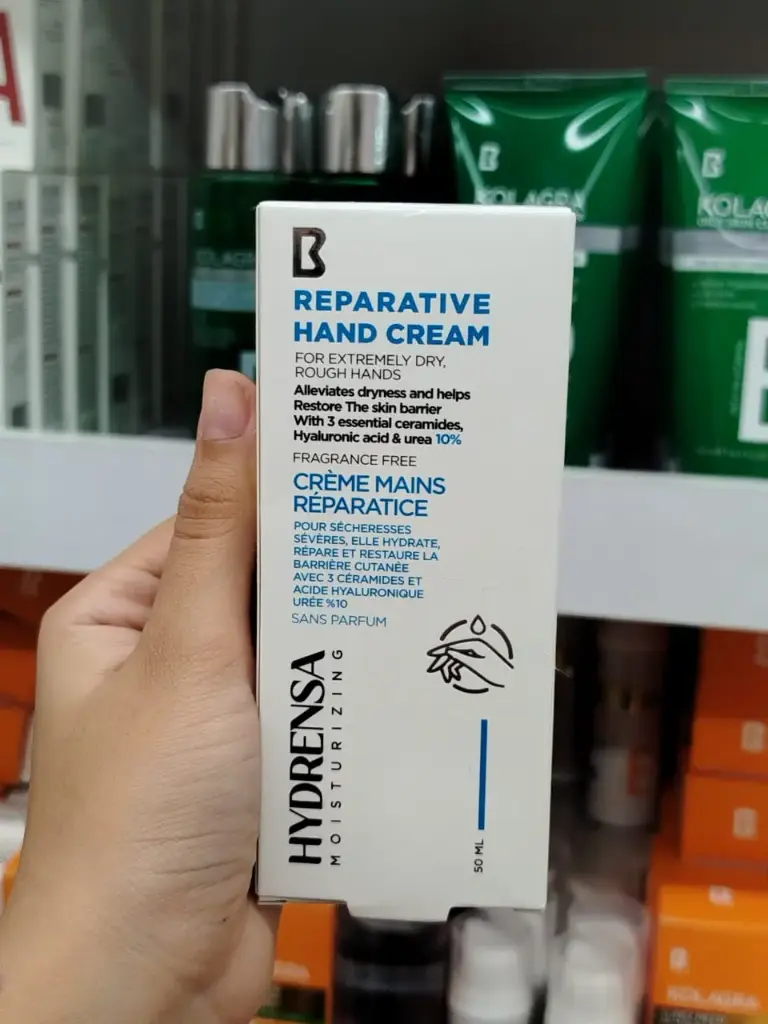 B
REPARATIVE
HAND CREAM
FOR EXTREMELY DRY,
ROUGH HANDS
Alleviates dryness and helps
Restore The skin barrier
With 3 essential ceramides,
Hyaluronic acid & urea 10%
FRAGRANCE FREE
CRÈME MAINS
RÉPARATICE
POUR SÉCHERESSES
SÉVÈRES, ELLE HYDRATE,
RÉPARE ET RESTAURE LA
BARRIÈRE CUTANÉE
AVEC 3 CÉRAMIDES ET
ACIDE HYALURONIQUE
URÉE %10
SANS PARFUM
HYDRENSA
MOISTURIZING
50 ML
KOLAGRA
KOLAG
KOLAGRA